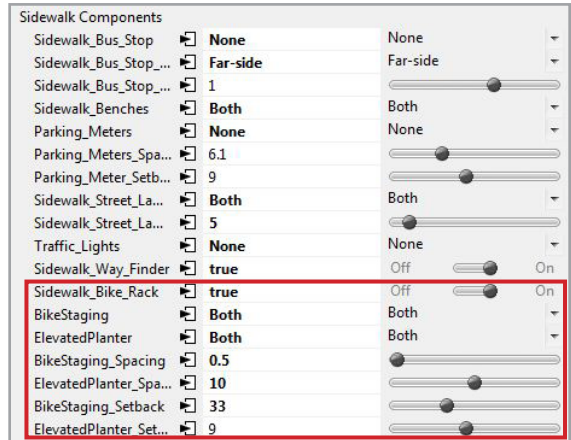 Sidewalk Components
Sidewalk_Bus_Stop None None
Sidewalk_Bus_Stop_... Far-side Far-side
Sidewalk_Bus_Stop_... 1
Sidewalk_Benches Both Both
Parking_Meters None None
Parking_Meters_Spa... 6.1
Parking_Meter_Setb... 9
Sidewalk_Street_La... Both Both
Sidewalk_Street_La... 5
Traffic_Lights None None
Sidewalk_Way_Finder true Off On
Sidewalk_Bike_Rack true Off On
BikeStaging Both Both
ElevatedPlanter Both Both
BikeStaging_Spacing 0.5
ElevatedPlanter_Spa... 10
BikeStaging_Setback 33
ElevatedPlanter_Set... 9